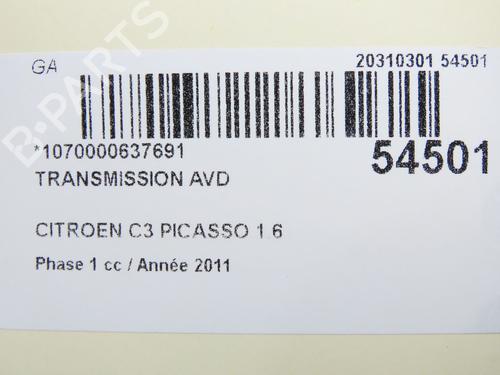 GA
20310301 54501
*1070000637691
54501
TRANSMISSION AVD
CITROEN C3 PICASSO 1 6
Phase 1 cc / Année 2011
B-PARTS